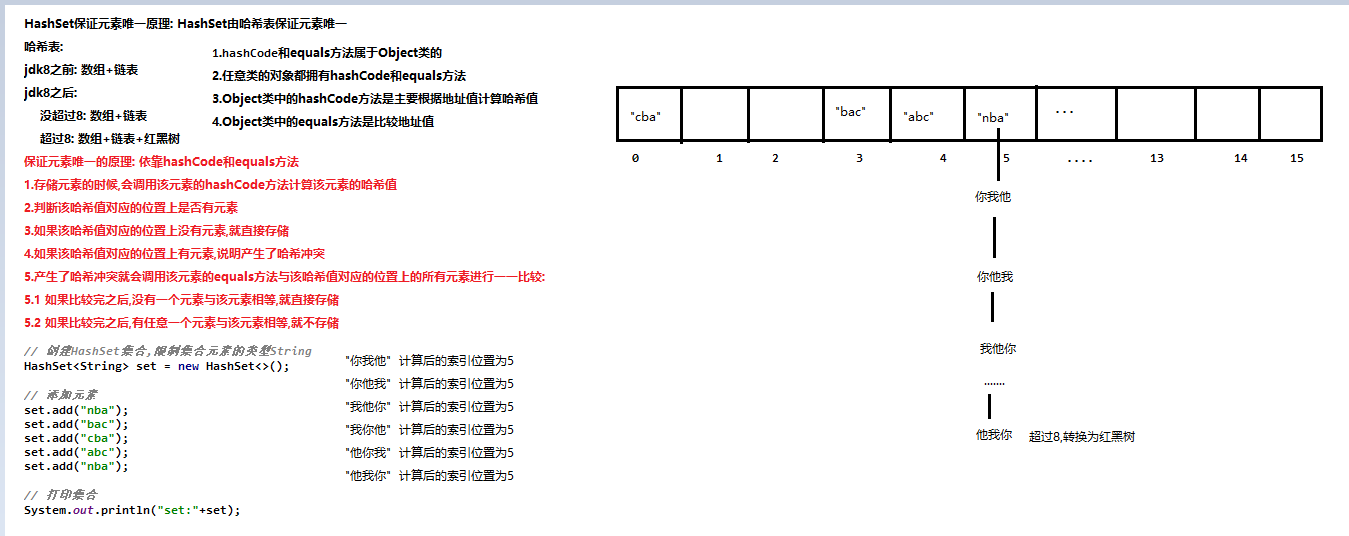 HashSet保证元素唯一原理: HashSet由哈希表保证元素唯一
哈希表:
jdk8之前: 数组+链表
jdk8之后:
没超过8: 数组+链表
超过8: 数组+链表+红黑树
1.hashCode和equals方法属于Object类的
2.任意类的对象都拥有hashCode和equals方法
3.Object类中的hashCode方法是主要根据地址值计算哈希值
4.Object类中的equals方法是比较地址值
保证元素唯一的原理: 依靠hashCode和equals方法
1.存储元素的时候,会调用该元素的hashCode方法计算该元素的哈希值
2.判断该哈希值对应的位置上是否有元素
3.如果该哈希值对应的位置上没有元素,就直接存储
4.如果该哈希值对应的位置上有元素,说明产生了哈希冲突
5.产生了哈希冲突就会调用该元素的equals方法与该哈希值对应的位置上的所有元素进行一一比较:
5.1 如果比较完之后,没有一个元素与该元素相等,就直接存储
5.2 如果比较完之后,有任意一个元素与该元素相等,就不存储
// 创建HashSet集合,限制集合元素的类型String
HashSet<String> set = new HashSet<>();
// 添加元素
set.add("nba");
set.add("bac");
set.add("cba");
set.add("abc");
set.add("nba");
// 打印集合
System.out.println("set:"+set);
"你我他" 计算后的索引位置为5
"你他我" 计算后的索引位置为5
"我他你" 计算后的索引位置为5
"我你他" 计算后的索引位置为5
"他你我" 计算后的索引位置为5
"他我你" 计算后的索引位置为5
"cba" "bac" "abc" "nba" ...
0 1 2 3 4 5 .... 13 14 15
你我他
你他我
我他你
.......
他我你 超过8,转换为红黑树